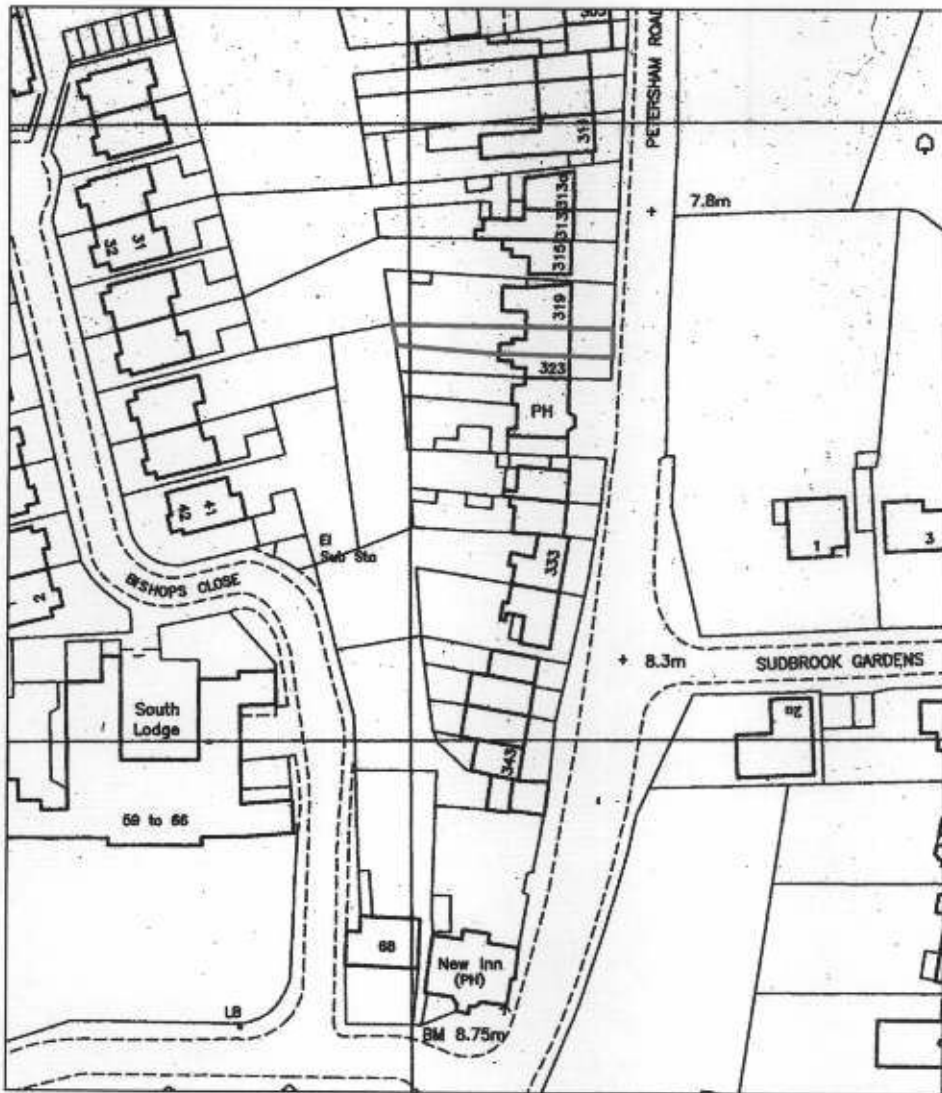 303
PETERSHAM ROAD
313a
313
7.8m
315
31
32
319
323
PH
41
42
El
Sub Sta
333
1
3
BISHOPS CLOSE
2
8.3m
SUDBROOK GARDENS
South
Lodge
2a
343
59 to 66
68
New Inn
(PH)
LB
BM 8.75m